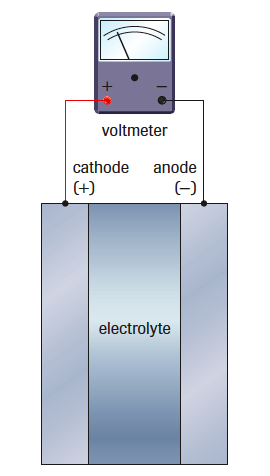 + −
voltmeter
cathode anode
(+) (−)
electrolyte